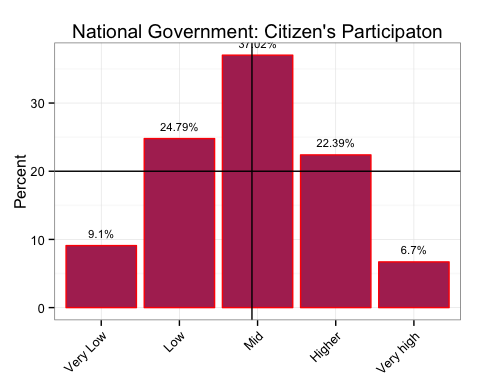 National Government: Citizen's Participaton
37.02%
30
24.79%
22.39%
20
Percent
10
9.1%
6.7%
0
Very Low
Low
Mid
Higher
Very high